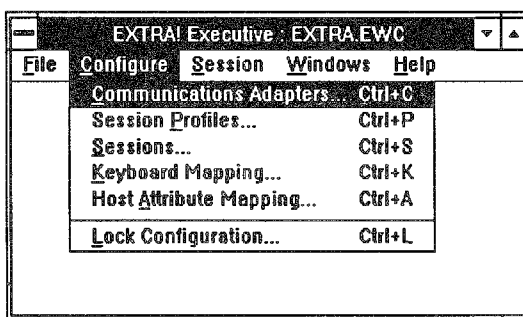 EXTRA! Executive : EXTRA.EWC
File Configure Session Windows Help
Communications Adapters... Ctrl+C
Session Profiles... Ctrl+P
Sessions... Ctrl+S
Keyboard Mapping... Ctrl+K
Host Attribute Mapping... Ctrl+A
Lock Configuration... Ctrl+L